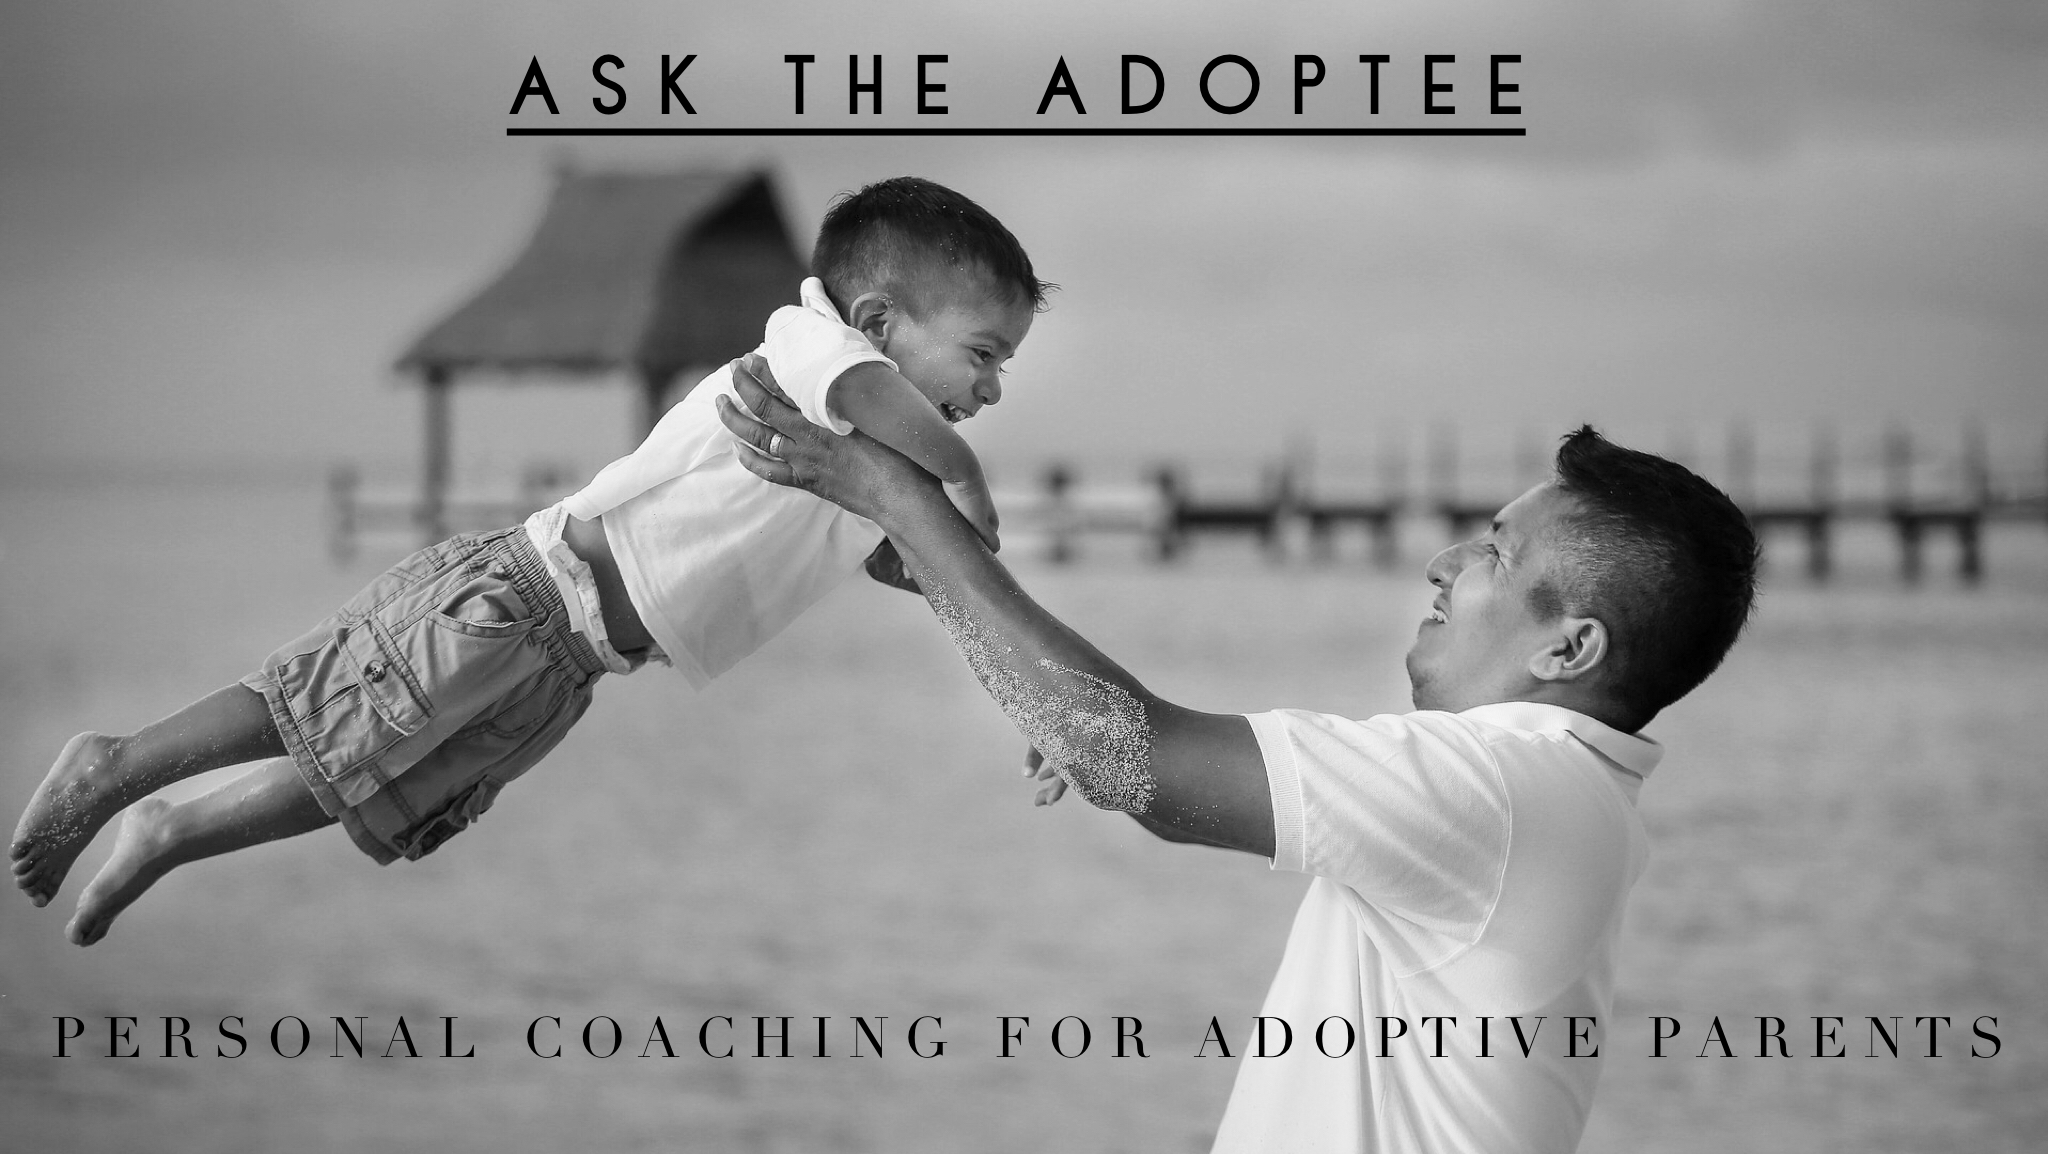 ASK THE ADOPTEE
PERSONAL COACHING FOR ADOPTIVE PARENTS